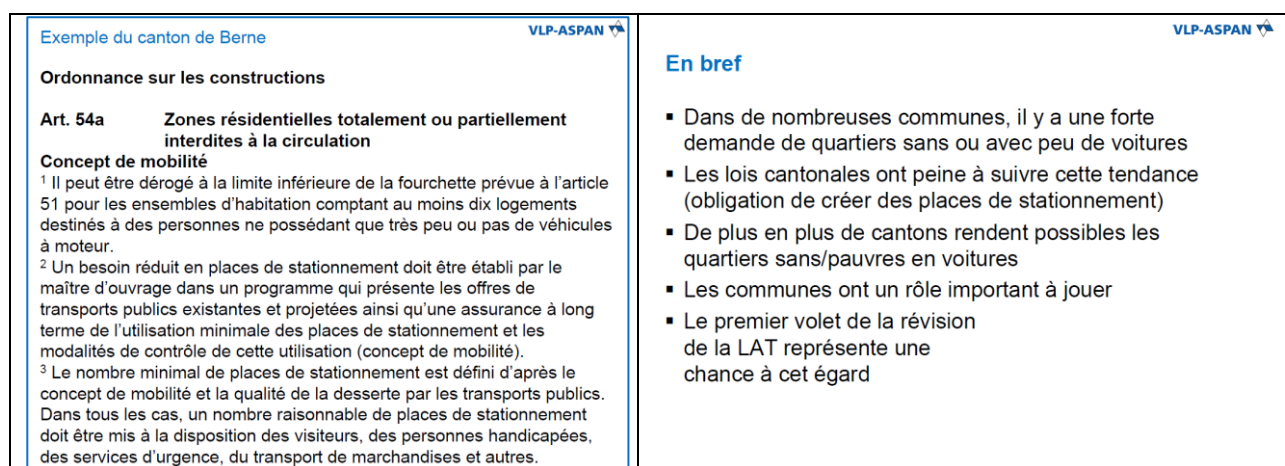 Exemple du canton de Berne
VLP-ASPAN
Ordonnance sur les constructions
Art. 54a Zones résidentielles totalement ou partiellement
interdites à la circulation
Concept de mobilité
¹ Il peut être dérogé à la limite inférieure de la fourchette prévue à l'article
51 pour les ensembles d'habitation comptant au moins dix logements
destinés à des personnes ne possédant que très peu ou pas de véhicules
à moteur.
² Un besoin réduit en places de stationnement doit être établi par le
maître d'ouvrage dans un programme qui présente les offres de
transports publics existantes et projetées ainsi qu'une assurance à long
terme de l'utilisation minimale des places de stationnement et les
modalités de contrôle de cette utilisation (concept de mobilité).
³ Le nombre minimal de places de stationnement est défini d'après le
concept de mobilité et la qualité de la desserte par les transports publics.
Dans tous les cas, un nombre raisonnable de places de stationnement
doit être mis à la disposition des visiteurs, des personnes handicapées,
des services d'urgence, du transport de marchandises et autres.
VLP-ASPAN
En bref
▪ Dans de nombreuses communes, il y a une forte
demande de quartiers sans ou avec peu de voitures
▪ Les lois cantonales ont peine à suivre cette tendance
(obligation de créer des places de stationnement)
▪ De plus en plus de cantons rendent possibles les
quartiers sans/pauvres en voitures
▪ Les communes ont un rôle important à jouer
▪ Le premier volet de la révision
de la LAT représente une
chance à cet égard